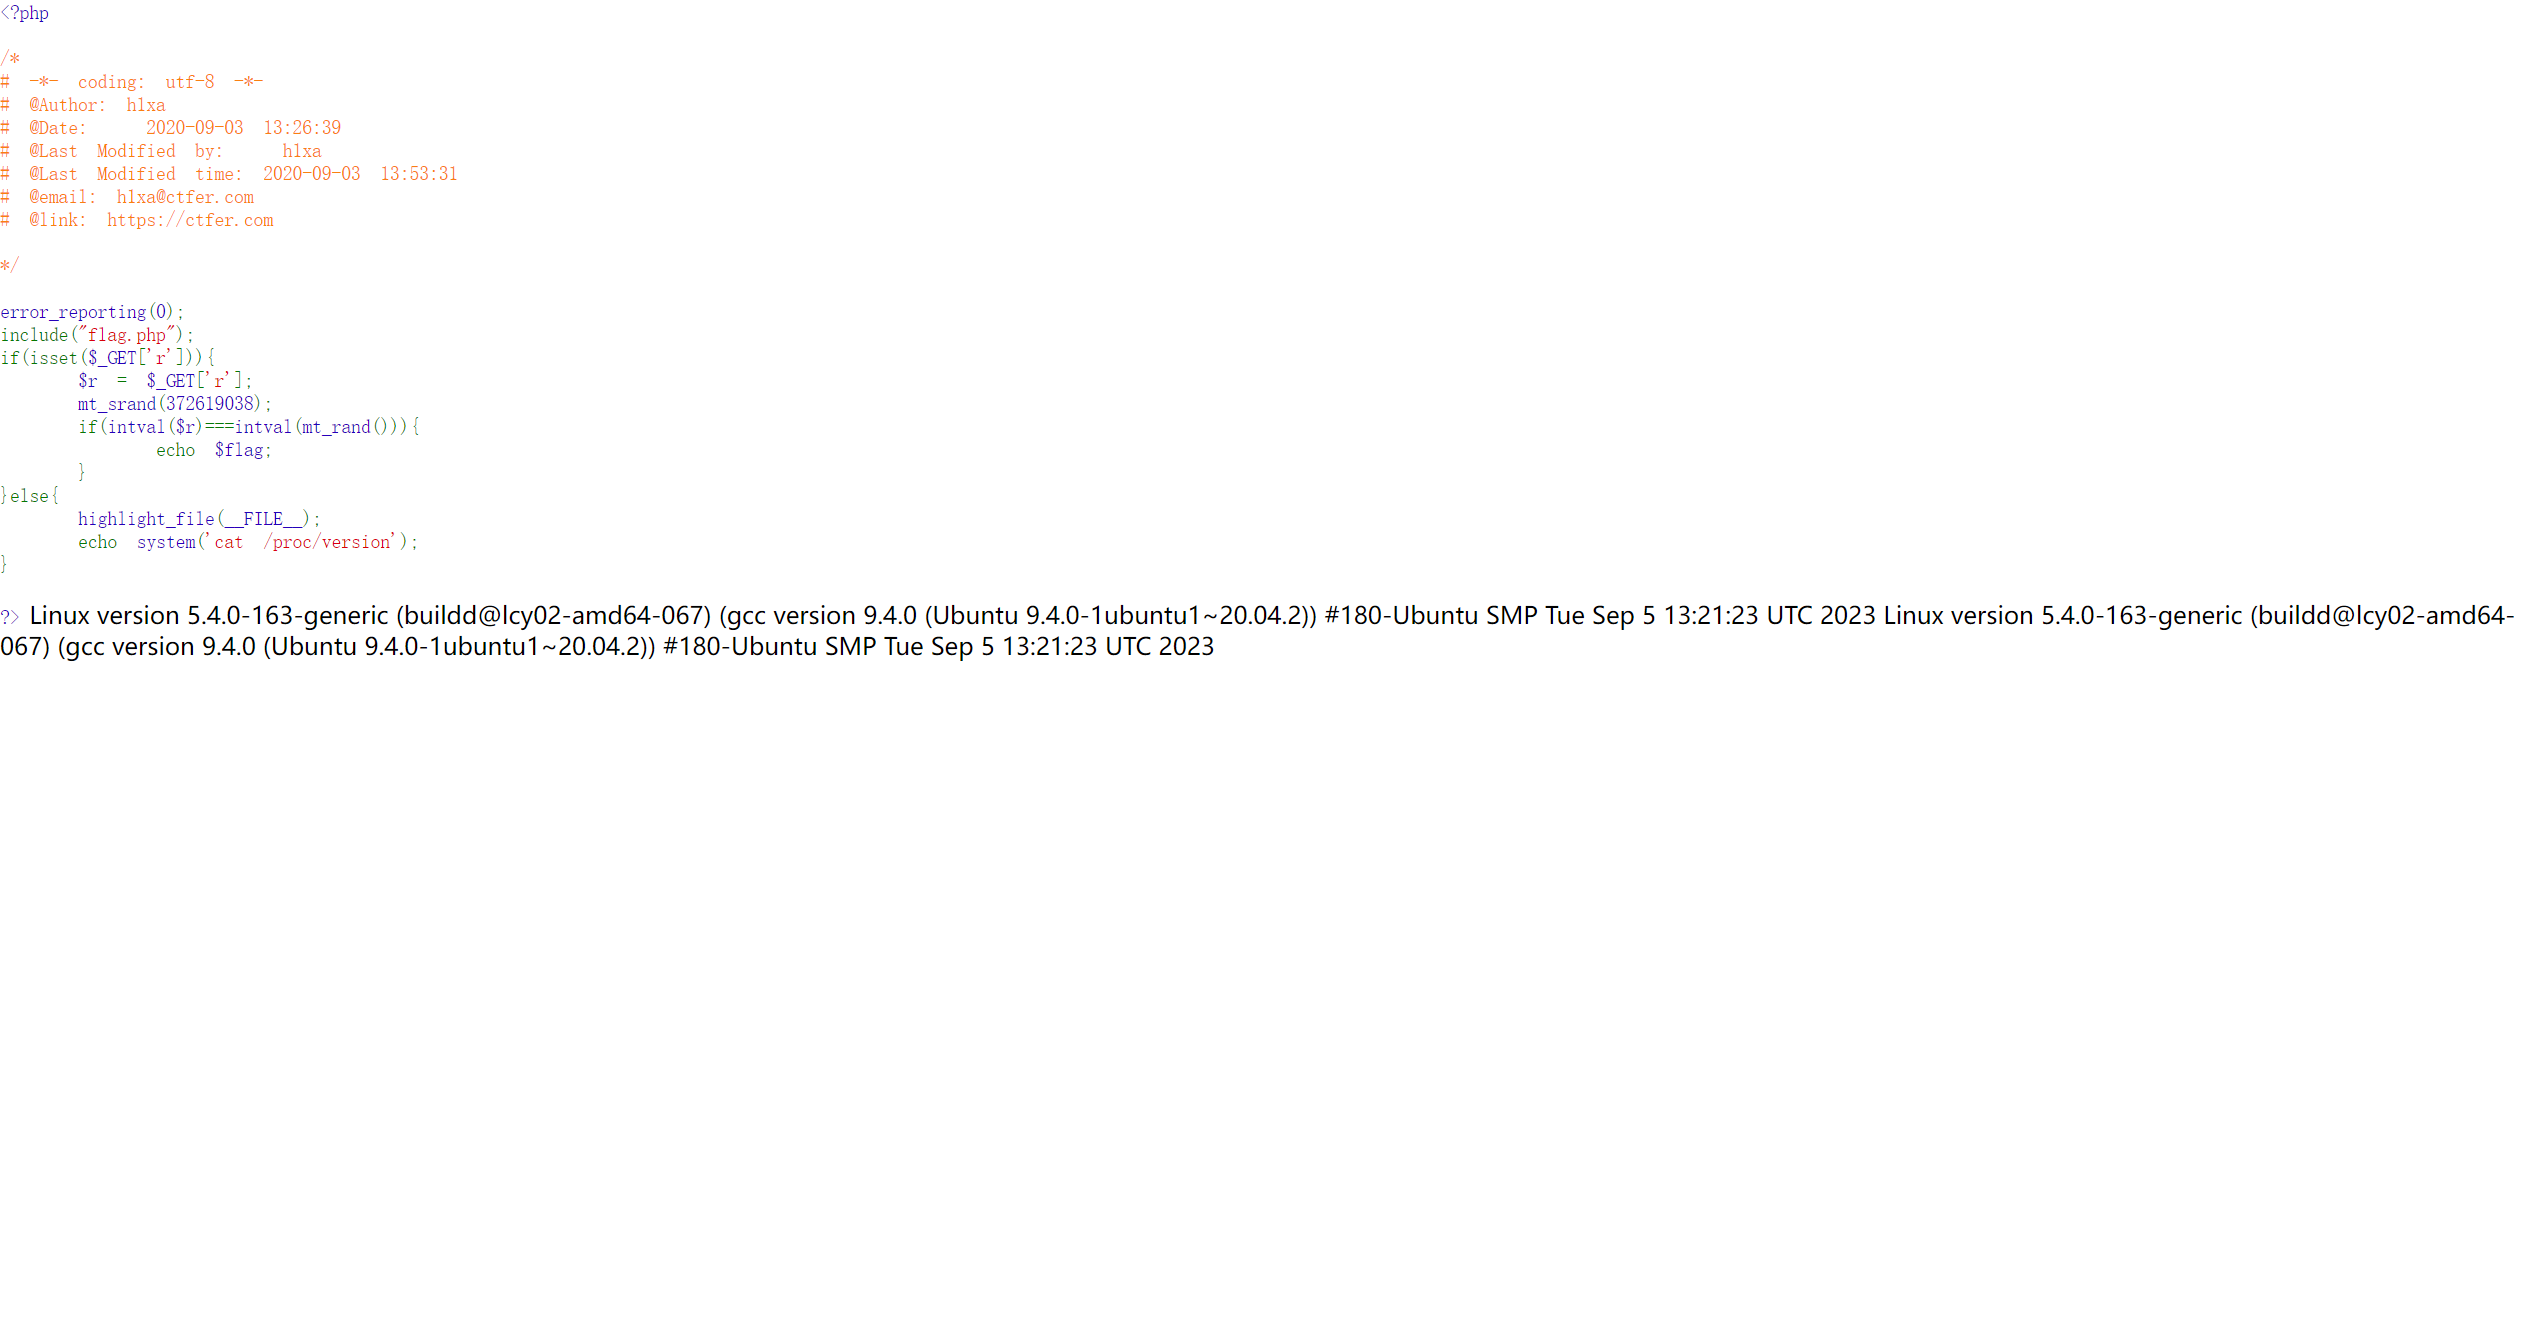 <?php

/*
# -*- coding: utf-8 -*-
# @Author: h1xa
# @Date:   2020-09-03 13:26:39
# @Last Modified by:   h1xa
# @Last Modified time: 2020-09-03 13:53:31
# @email: h1xa@ctfer.com
# @link: https://ctfer.com

*/

error_reporting(0);
include("flag.php");
if(isset($_GET['r'])){
    $r = $_GET['r'];
    mt_srand(372619038);
    if(intval($r)===intval(mt_rand())){
        echo $flag;
    }
}else{
    highlight_file(__FILE__);
    echo system('cat /proc/version');
}

?> Linux version 5.4.0-163-generic (buildd@lcy02-amd64-067) (gcc version 9.4.0 (Ubuntu 9.4.0-1ubuntu1~20.04.2)) #180-Ubuntu SMP Tue Sep 5 13:21:23 UTC 2023 Linux version 5.4.0-163-generic (buildd@lcy02-amd64-
067) (gcc version 9.4.0 (Ubuntu 9.4.0-1ubuntu1~20.04.2)) #180-Ubuntu SMP Tue Sep 5 13:21:23 UTC 2023